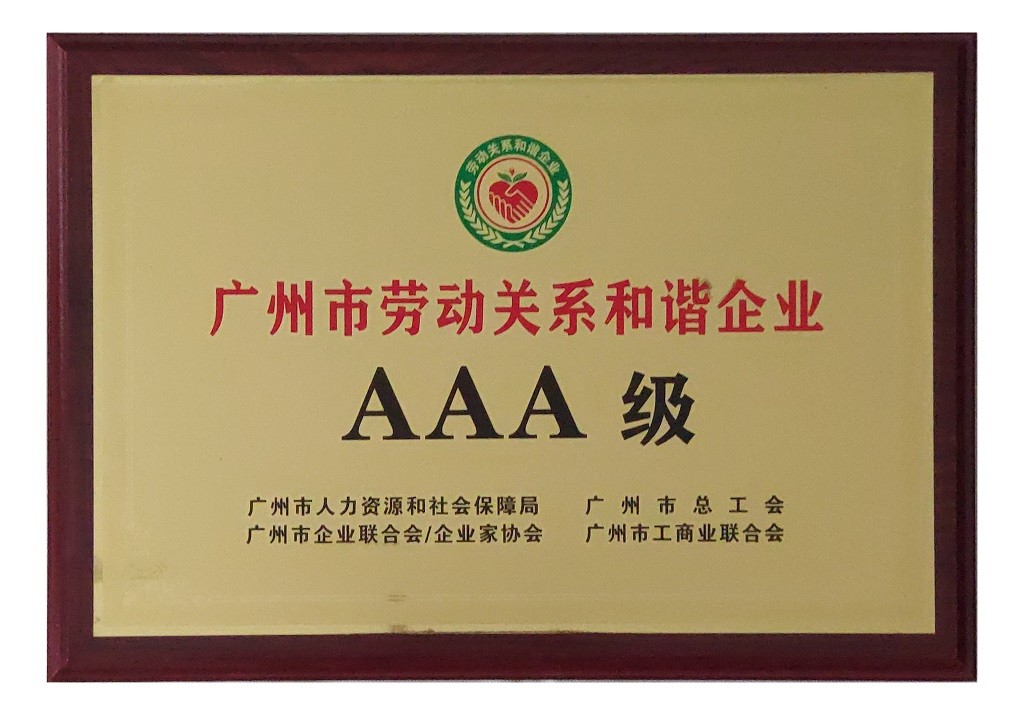 劳动关系和谐企业
广州市劳动关系和谐企业
AAA 级
广州市人力资源和社会保障局 广州市总工会
广州市企业联合会/企业家协会 广州市工商业联合会